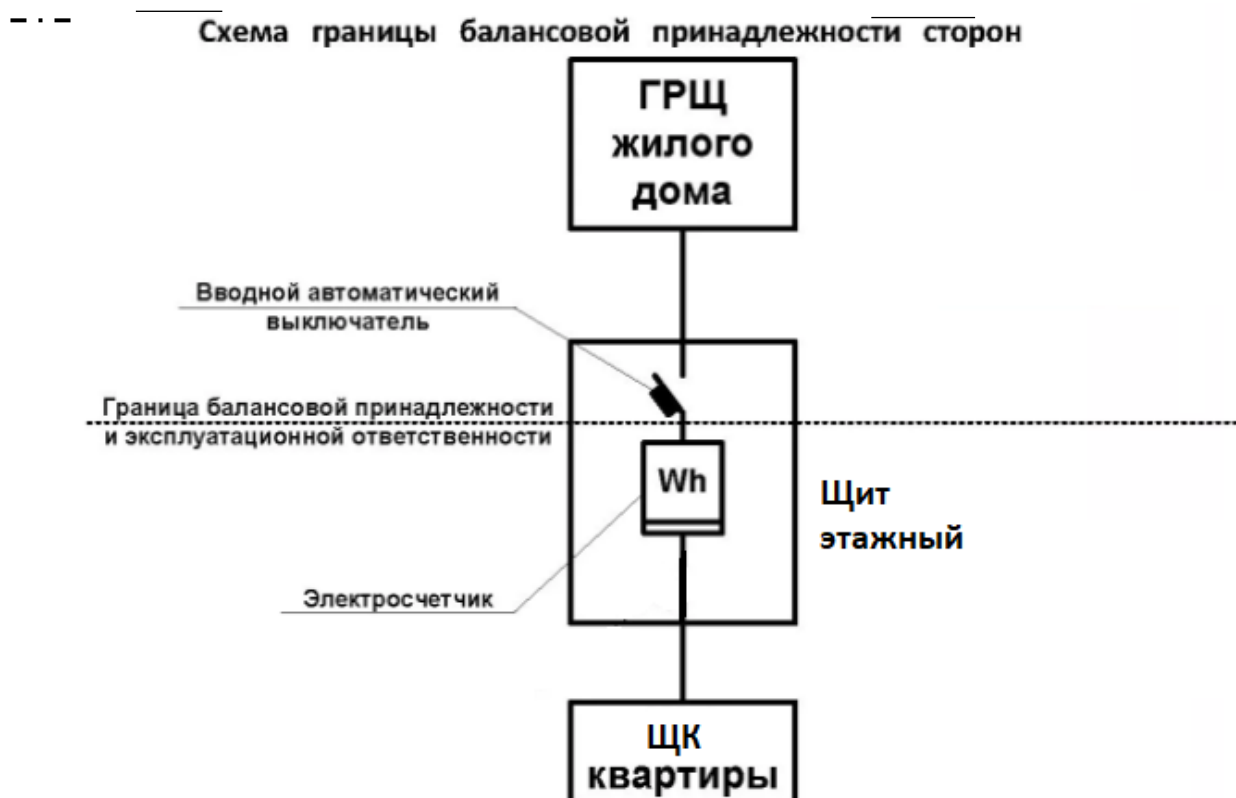 Схема границы балансовой принадлежности сторон
ГРЩ
жилого
дома
Вводной автоматический
выключатель
Граница балансовой принадлежности
и эксплуатационной ответственности
Wh
Щит
этажный
Электросчетчик
ЩК
квартиры